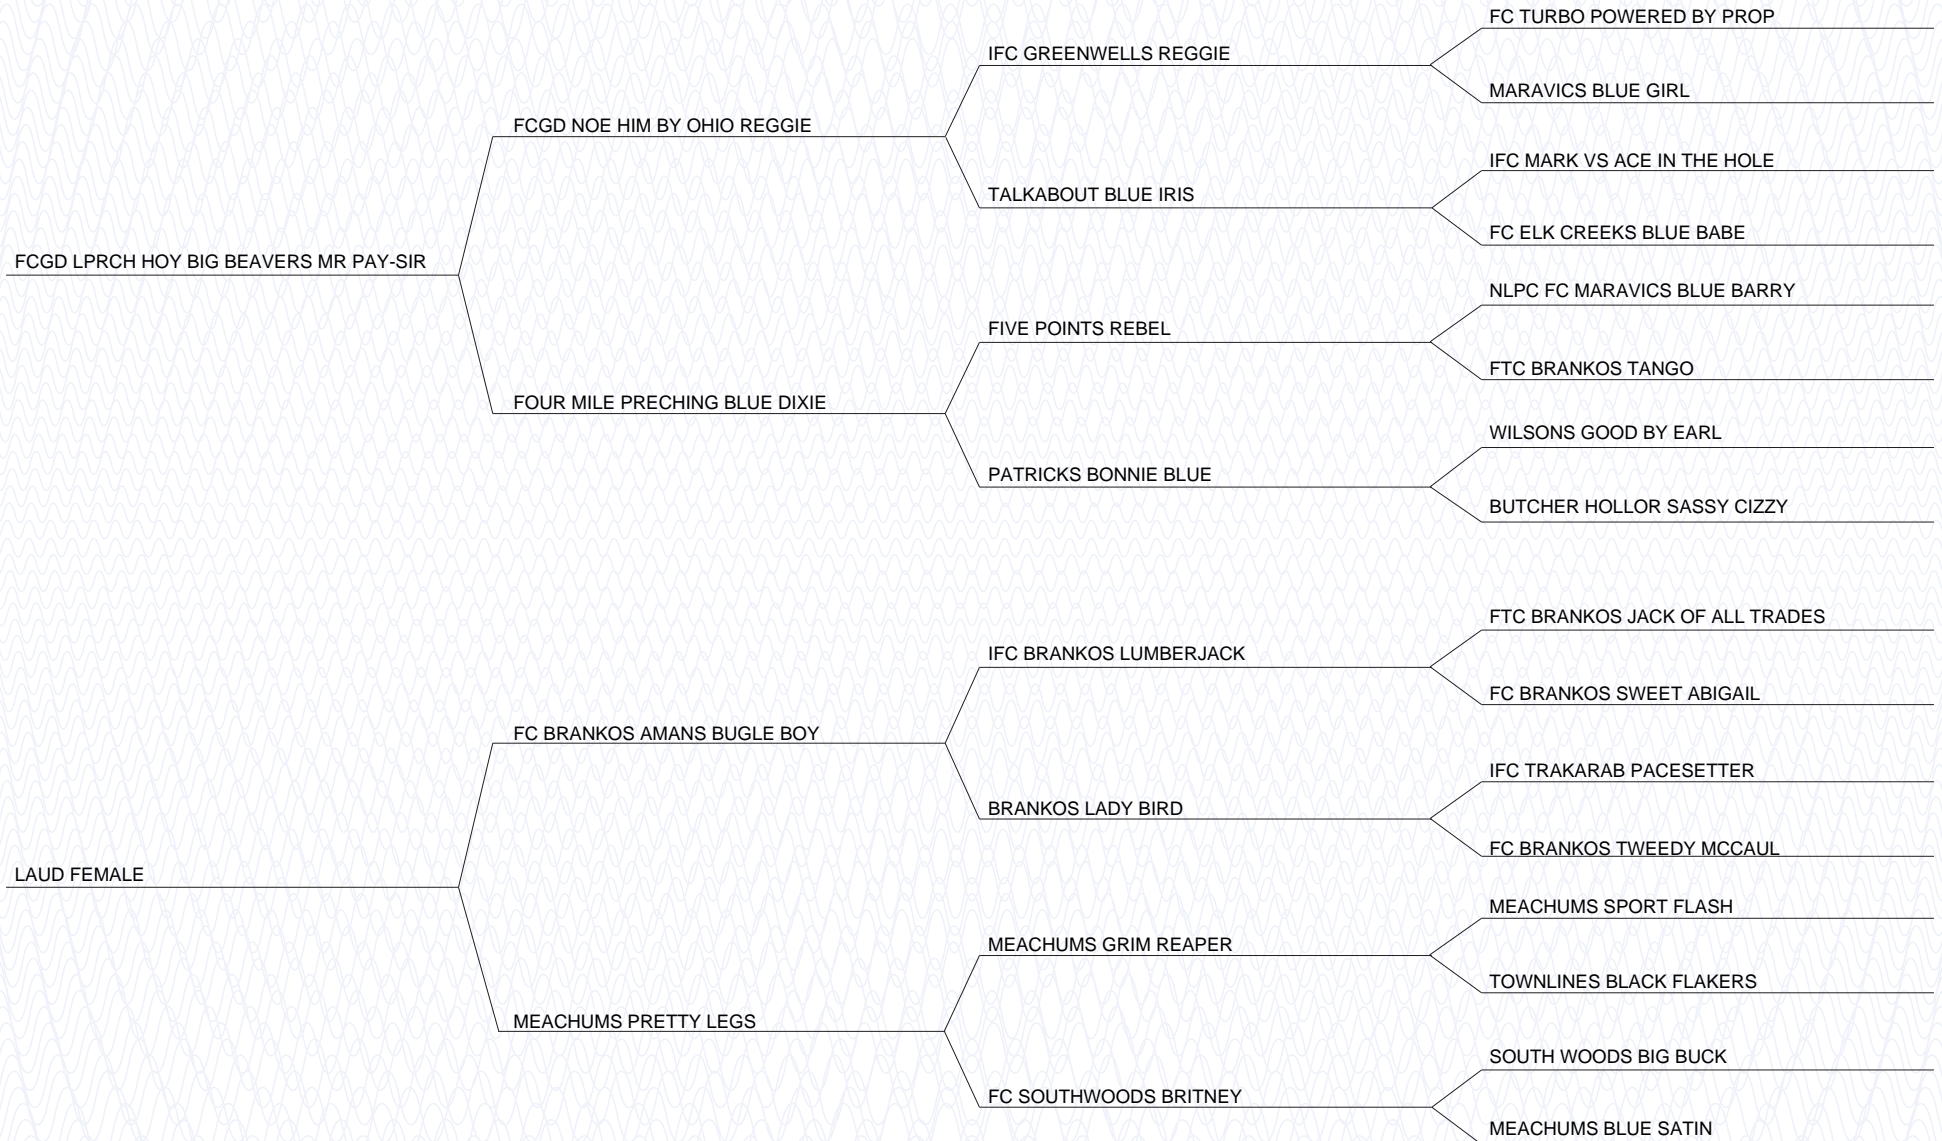 FC TURBO POWERED BY PROP
IFC GREENWELLS REGGIE
MARAVICS BLUE GIRL
FCGD NOE HIM BY OHIO REGGIE
IFC MARK VS ACE IN THE HOLE
TALKABOUT BLUE IRIS
FC ELK CREEKS BLUE BABE
FCGD LPRCH HOY BIG BEAVERS MR PAY-SIR
NLPC FC MARAVICS BLUE BARRY
FIVE POINTS REBEL
FTC BRANKOS TANGO
FOUR MILE PRECHING BLUE DIXIE
WILSONS GOOD BY EARL
PATRICKS BONNIE BLUE
BUTCHER HOLLOR SASSY CIZZY
FTC BRANKOS JACK OF ALL TRADES
IFC BRANKOS LUMBERJACK
FC BRANKOS SWEET ABIGAIL
FC BRANKOS AMANS BUGLE BOY
IFC TRAKARAB PACESETTER
BRANKOS LADY BIRD
FC BRANKOS TWEEDY MCCAUL
LAUD FEMALE
MEACHUMS SPORT FLASH
MEACHUMS GRIM REAPER
TOWNLINES BLACK FLAKERS
MEACHUMS PRETTY LEGS
SOUTH WOODS BIG BUCK
FC SOUTHWOODS BRITNEY
MEACHUMS BLUE SATIN